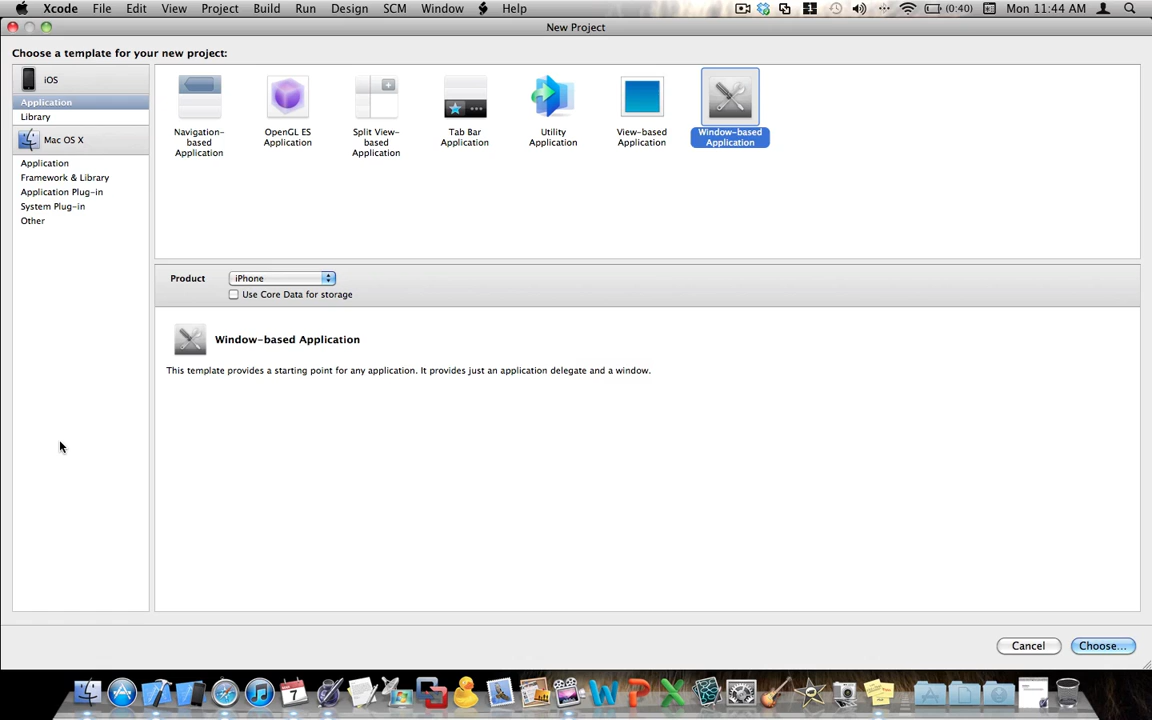 Xcode File Edit View Project Build Run Design SCM Window Help (0:40) Mon 11:44 AM
New Project
Choose a template for your new project:
iOS
Application
Library
Mac OS X
Application
Framework & Library
Application Plug-in
System Plug-in
Other
Navigation-
based
Application
OpenGL ES
Application
Split View-
based
Application
Tab Bar
Application
Utility
Application
View-based
Application
Window-based
Application
Product iPhone
Use Core Data for storage
Window-based Application
This template provides a starting point for any application. It provides just an application delegate and a window.
Cancel Choose...
7